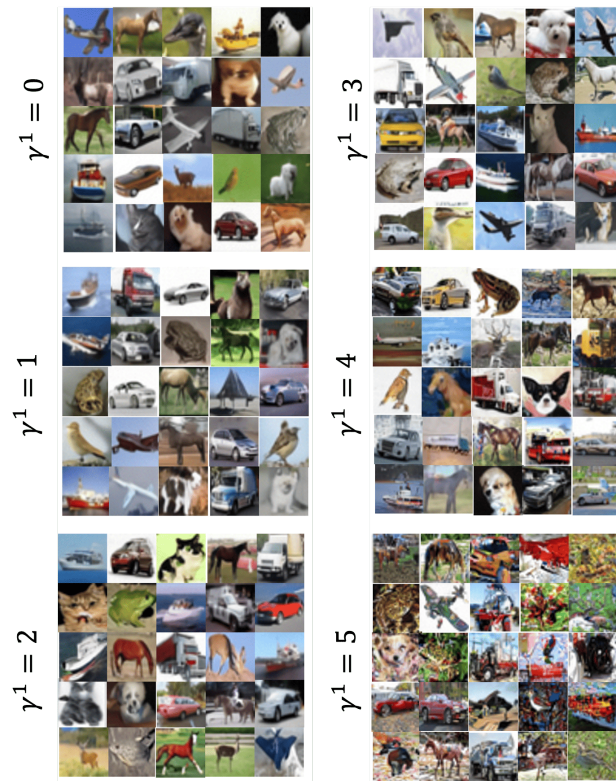 γ¹ = 0
γ¹ = 1
γ¹ = 2
γ¹ = 3
γ¹ = 4
γ¹ = 5